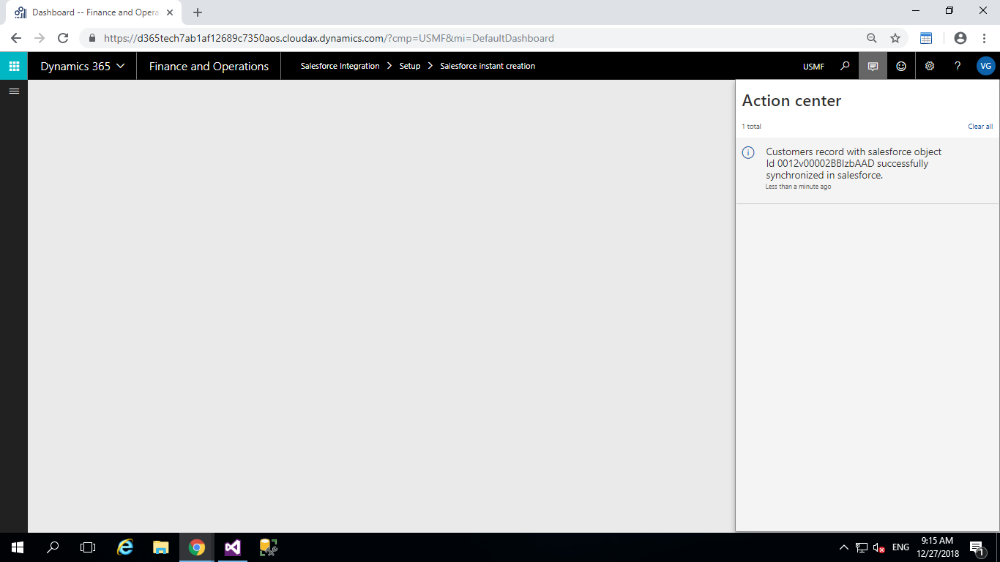 Dashboard -- Finance and Opera
https://d365tech7ab1af12689c7350aos.cloudax.dynamics.com/?cmp=USMF&mi=DefaultDashboard
Dynamics 365
Finance and Operations
Salesforce Integration > Setup > Salesforce instant creation
USMF
?
VG
Action center
1 total
Clear all
Customers record with salesforce object
Id 0012v00002BBIzbAAD successfully
synchronized in salesforce.
Less than a minute ago
ENG
9:15 AM
12/27/2018
1